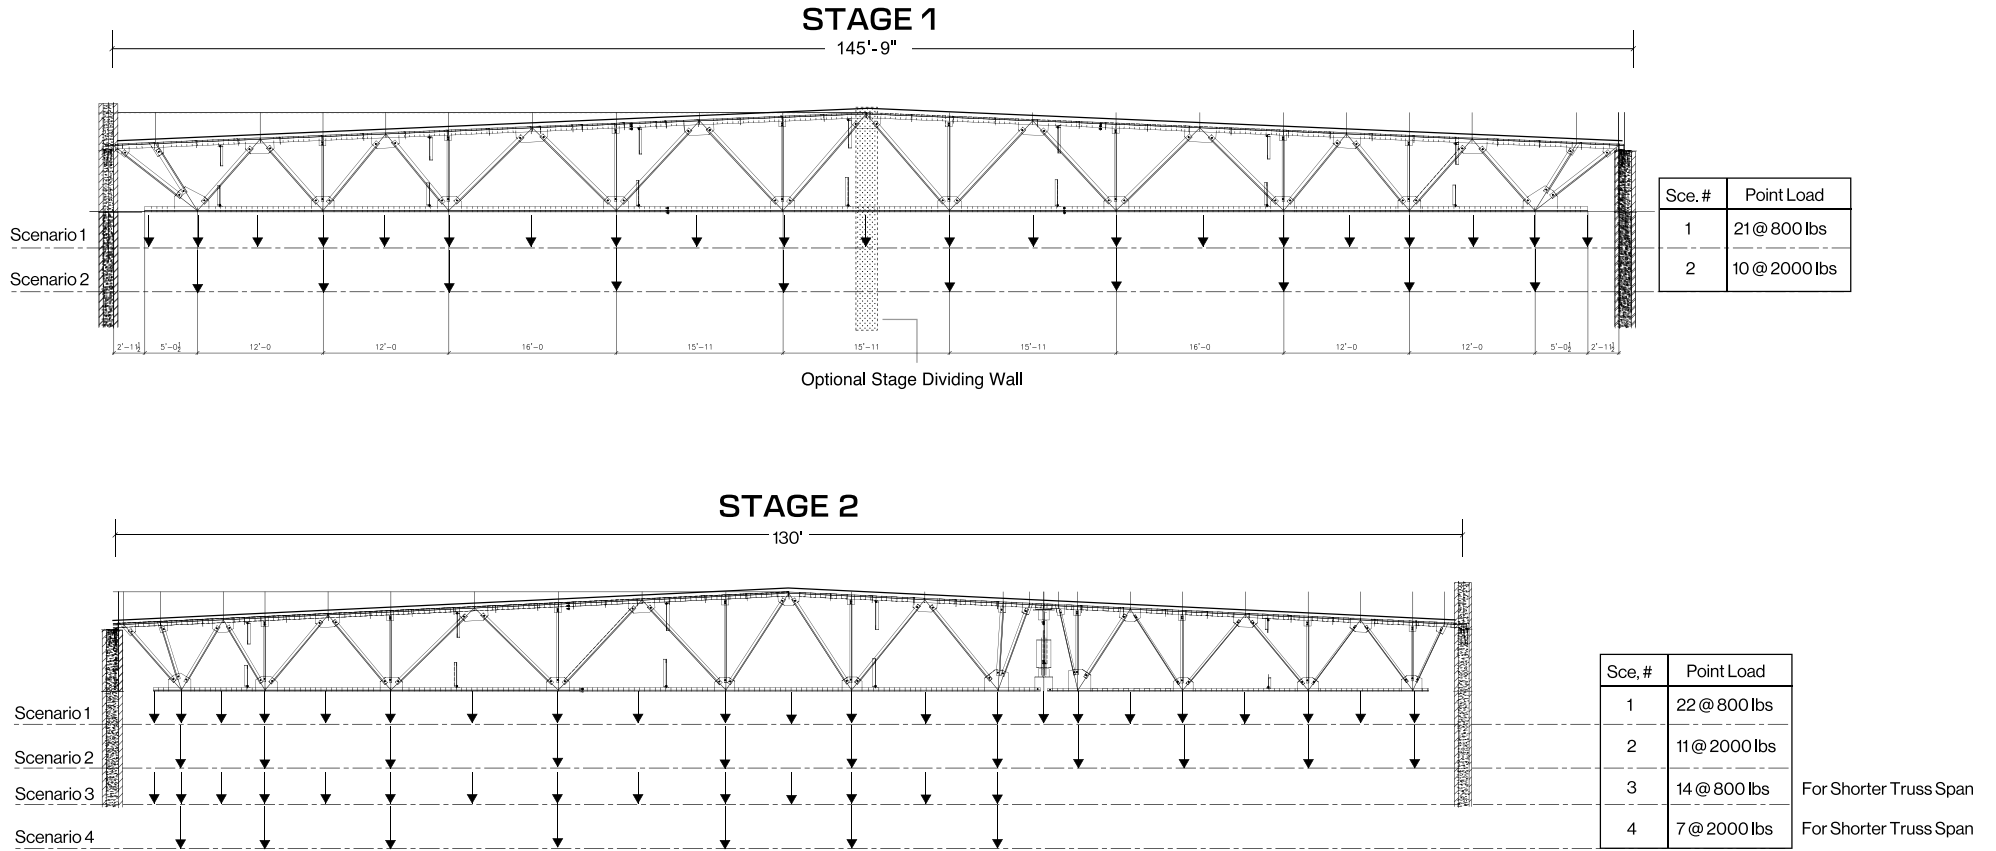 STAGE 1
145'-9"
Sce. # Point Load
Scenario 1
1 21 @ 800 lbs
Scenario 2
2 10 @ 2000 lbs
2'-11½ 5'-0½ 12'-0 12'-0 16'-0 15'-11 15'-11 15'-11 16'-0 12'-0 12'-0 5'-0½ 2'-11½
Optional Stage Dividing Wall
STAGE 2
130'
Sce, # Point Load
Scenario 1
1 22 @ 800 lbs
Scenario 2
2 11 @ 2000 lbs
Scenario 3
3 14 @ 800 lbs For Shorter Truss Span
Scenario 4
4 7 @ 2000 lbs For Shorter Truss Span